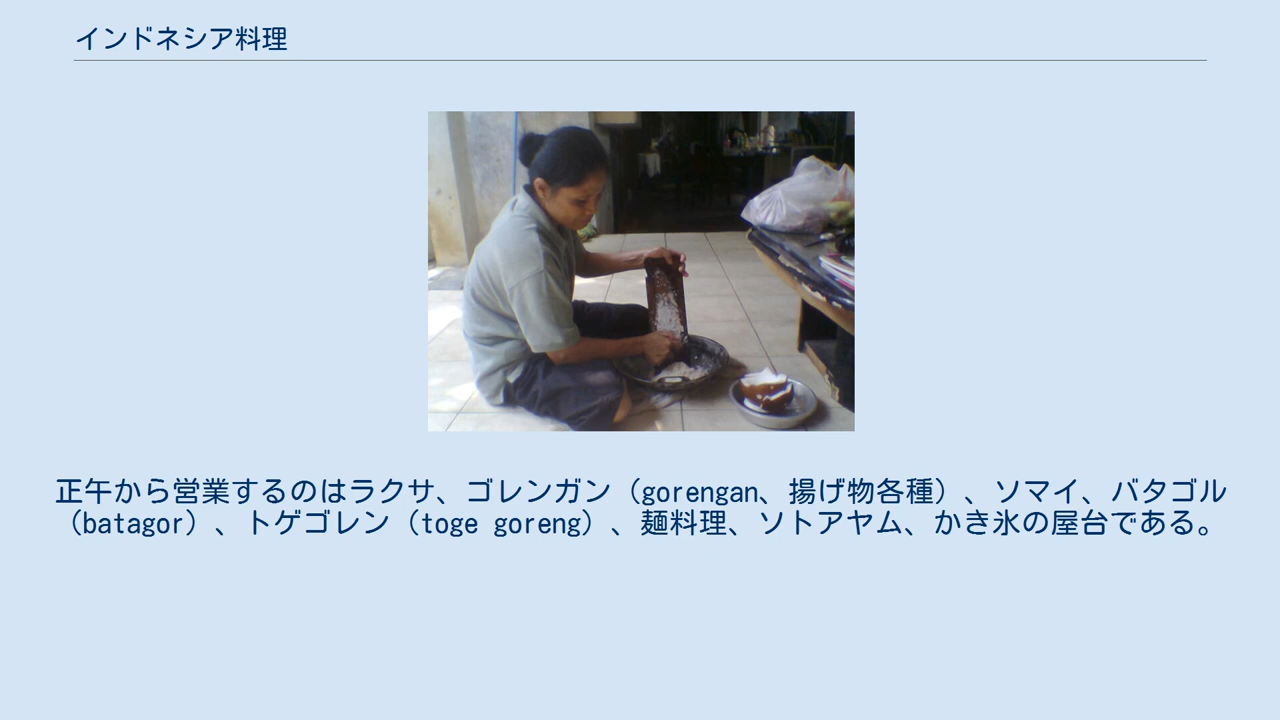 インドネシア料理
正午から営業するのはラクサ、ゴレンガン（gorengan、揚げ物各種）、ソマイ、バタゴル
（batagor）、トゲゴレン（toge goreng）、麺料理、ソトアヤム、かき氷の屋台である。